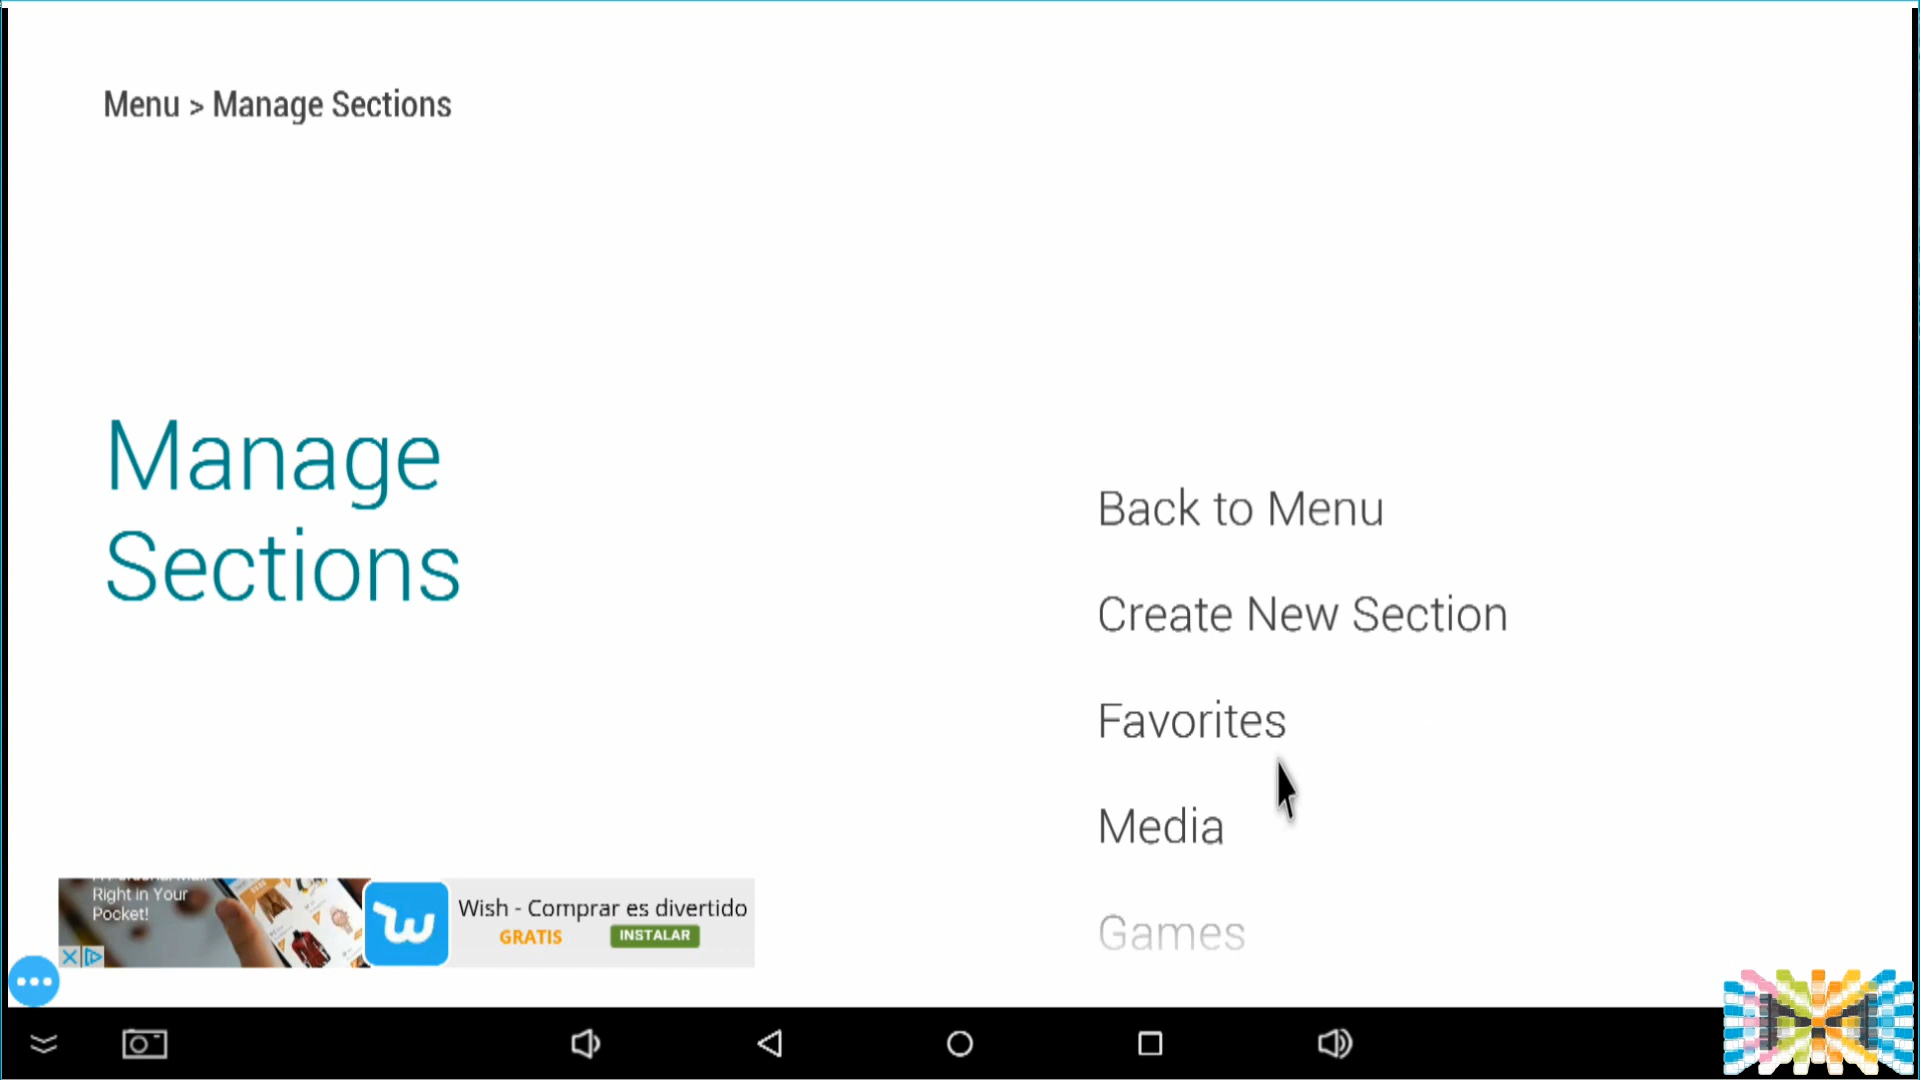 Menu > Manage Sections
Manage
Sections
Back to Menu
Create New Section
Favorites
Media
Games
Right in Your
Pocket!
Wish - Comprar es divertido
GRATIS
INSTALAR